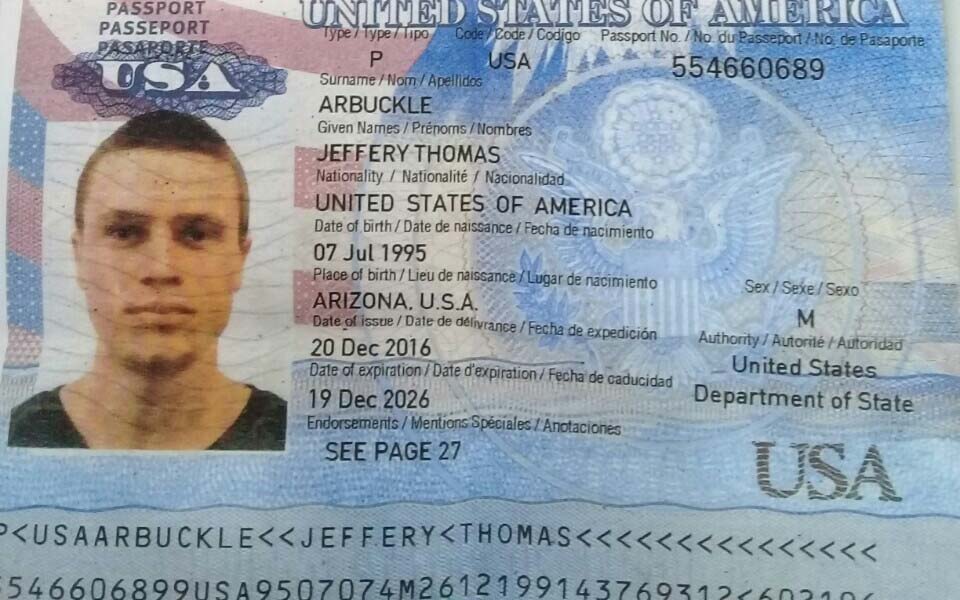 PASSPORT
PASSEPORT
PASAPORTE
USA
UNITED STATES OF AMERICA
Type / Type / Tipo Code / Code / Codigo Passport No. / No. du Passeport / No. de Pasaporte
P USA 554660689
Surname / Nom / Apellidos
ARBUCKLE
Given Names / Prénoms / Nombres
JEFFERY THOMAS
Nationality / Nationalité / Nacionalidad
UNITED STATES OF AMERICA
Date of birth / Date de naissance / Fecha de nacimiento
07 Jul 1995
Place of birth / Lieu de naissance / Lugar de nacimiento
ARIZONA, U.S.A.
Sex / Sexe / Sexo
M
Date of issue / Date de délivrance / Fecha de expedición
20 Dec 2016
Authority / Autorité / Autoridad
United States
Department of State
Date of expiration / Date d'expiration / Fecha de caducidad
19 Dec 2026
Endorsements / Mentions Spéciales / Anotaciones
SEE PAGE 27
USA
P<USAARBUCKLE<<JEFFERY<THOMAS<<<<<<<<<<<<<<<
5546606899USA9507074M2612199143769312<602106